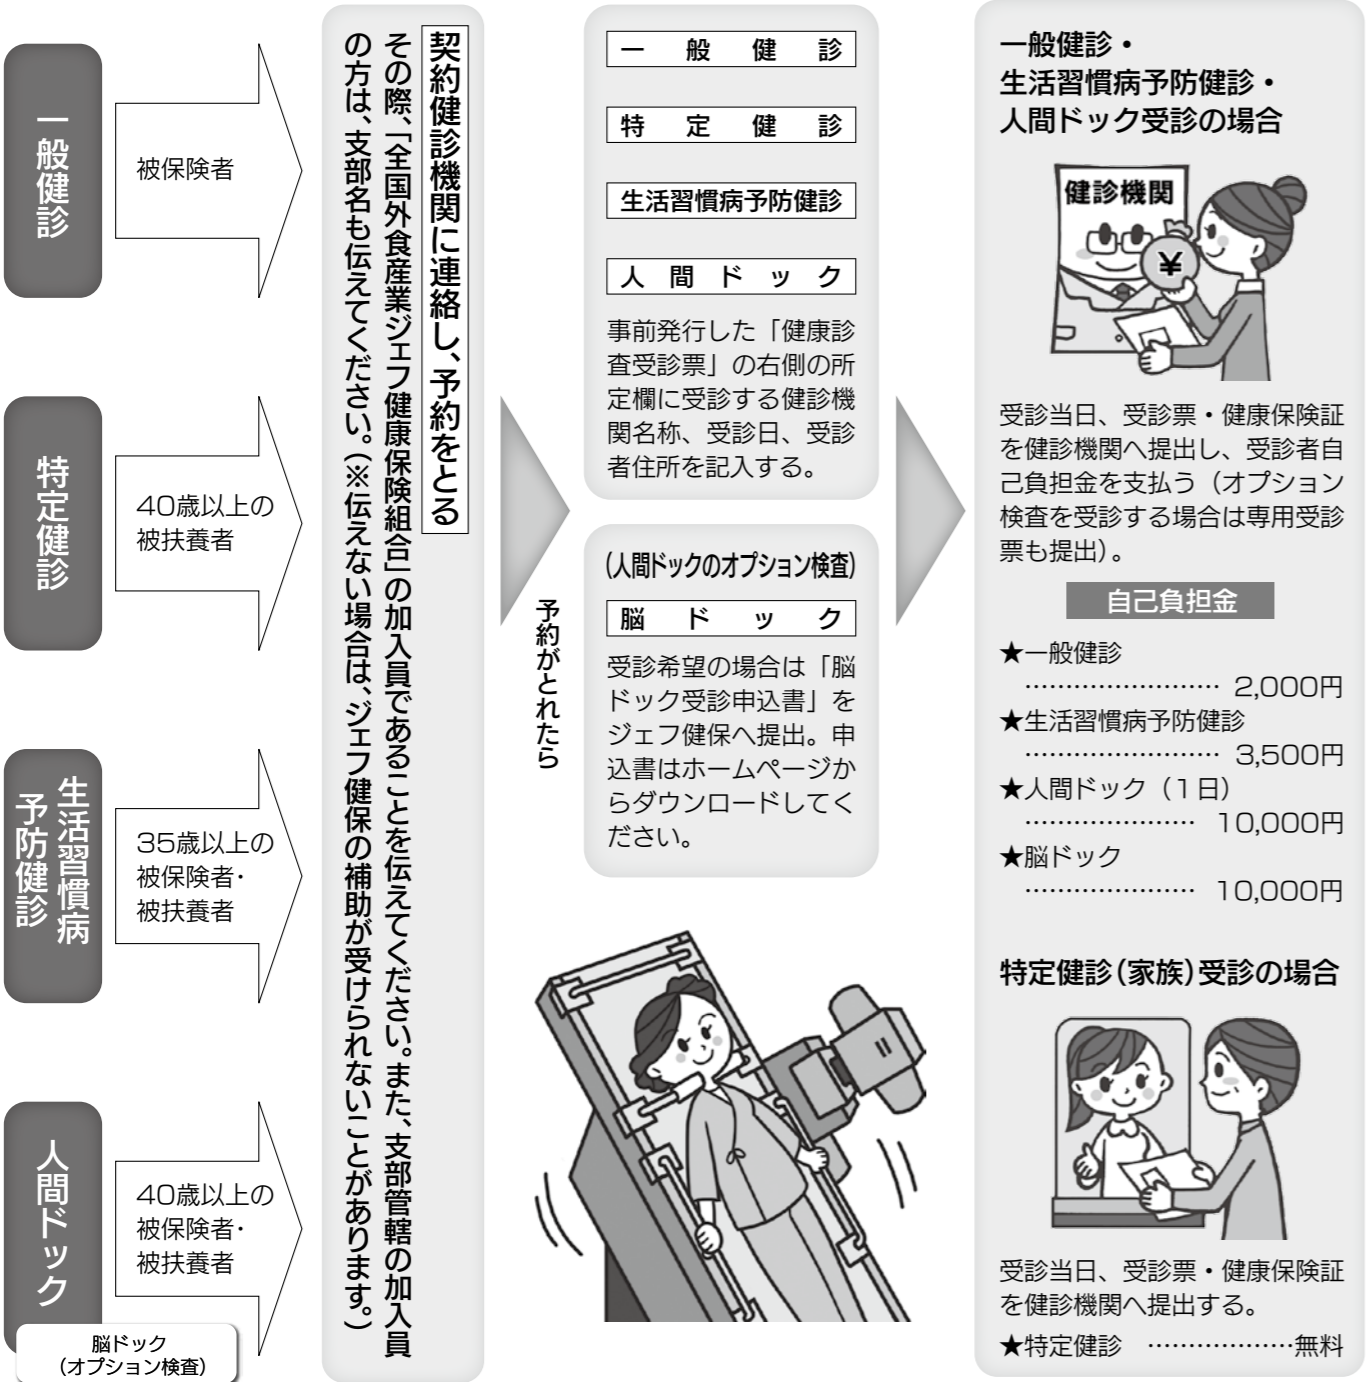 一般健診
被保険者
特定健診
40歳以上の
被扶養者
生活習慣病
予防健診
35歳以上の
被保険者・
被扶養者
人間ドック
40歳以上の
被保険者・
被扶養者
脳ドック
（オプション検査）
契約健診機関に連絡し、予約をとる
その際、「全国外食産業ジェフ健康保険組合」の加入員であることを伝えてください。また、支部管轄の加入員
の方は、支部名も伝えてください。（※伝えない場合は、ジェフ健保の補助が受けられないことがあります。）
予約がとれたら
一般健診
特定健診
生活習慣病予防健診
人間ドック
事前発行した「健康診
査受診票」の右側の所
定欄に受診する健診機
関名称、受診日、受診
者住所を記入する。
（人間ドックのオプション検査）
脳ドック
受診希望の場合は「脳
ドック受診申込書」を
ジェフ健保へ提出。申
込書はホームページか
らダウンロードしてく
ださい。
一般健診・
生活習慣病予防健診・
人間ドック受診の場合
健診機関
¥
受診当日、受診票・健康保険証
を健診機関へ提出し、受診者自
己負担金を支払う（オプション
検査を受診する場合は専用受診
票も提出）。
自己負担金
★一般健診
…………………… 2,000円
★生活習慣病予防健診
…………………… 3,500円
★人間ドック（1日）
………………… 10,000円
★脳ドック
………………… 10,000円
特定健診（家族）受診の場合
受診当日、受診票・健康保険証
を健診機関へ提出する。
★特定健診 ………………無料